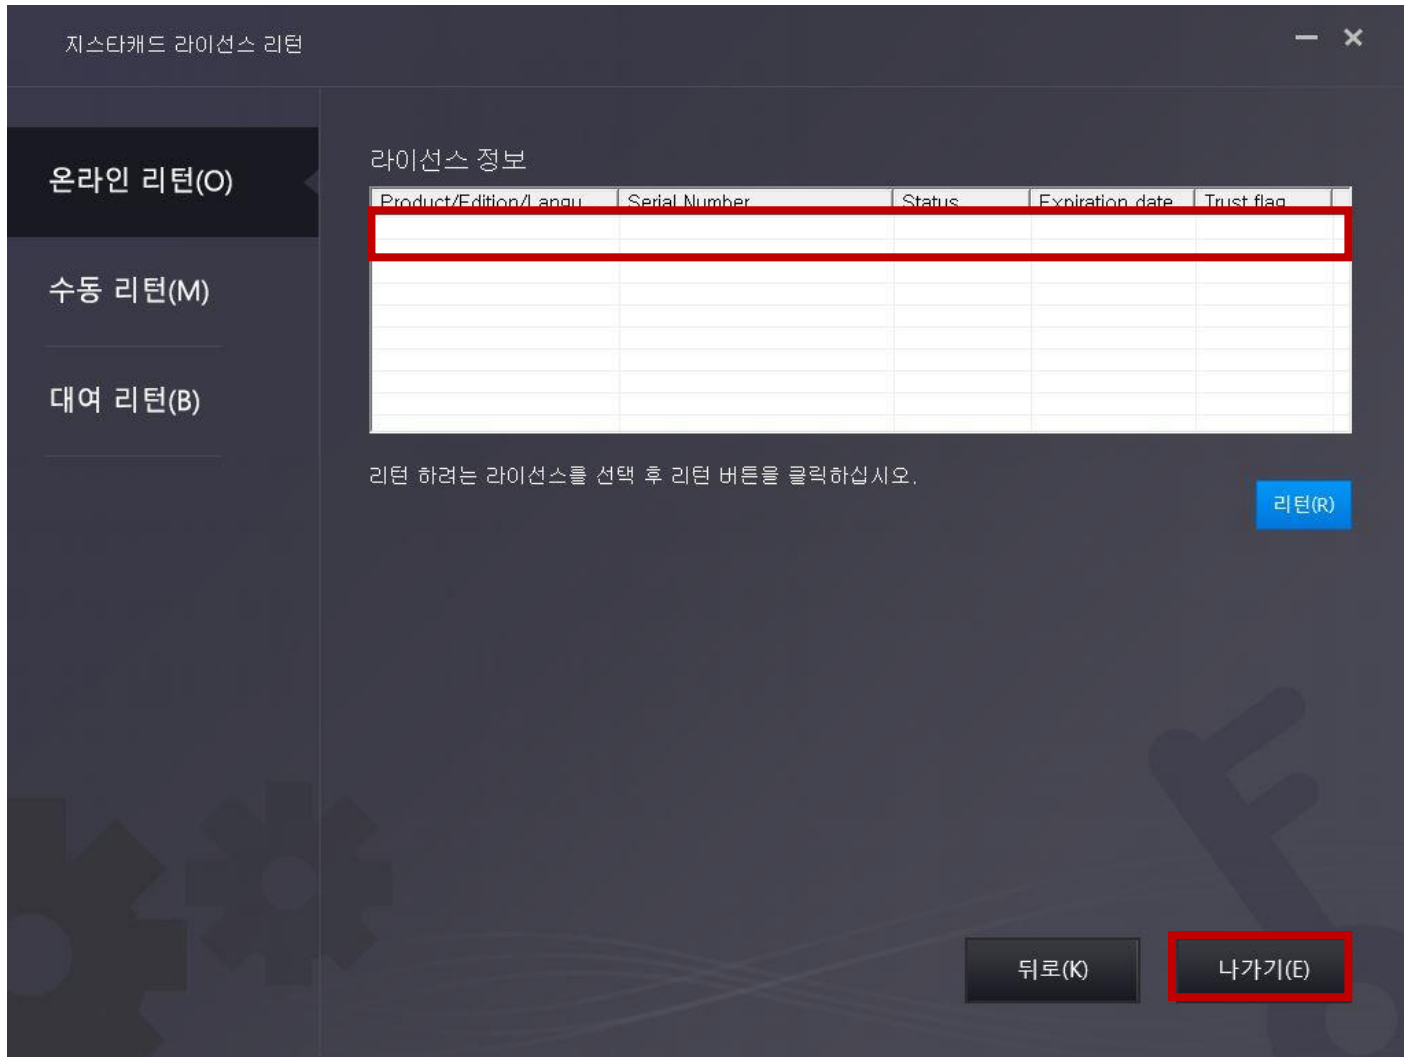 지스타캐드 라이선스 리턴
온라인 리턴(O)
수동 리턴(M)
대여 리턴(B)
라이선스 정보
Product/Edition/Langu... Serial Number Status Expiration date Trust flag
리턴 하려는 라이선스를 선택 후 리턴 버튼을 클릭하십시오.
리턴(R)
뒤로(K) 나가기(E)